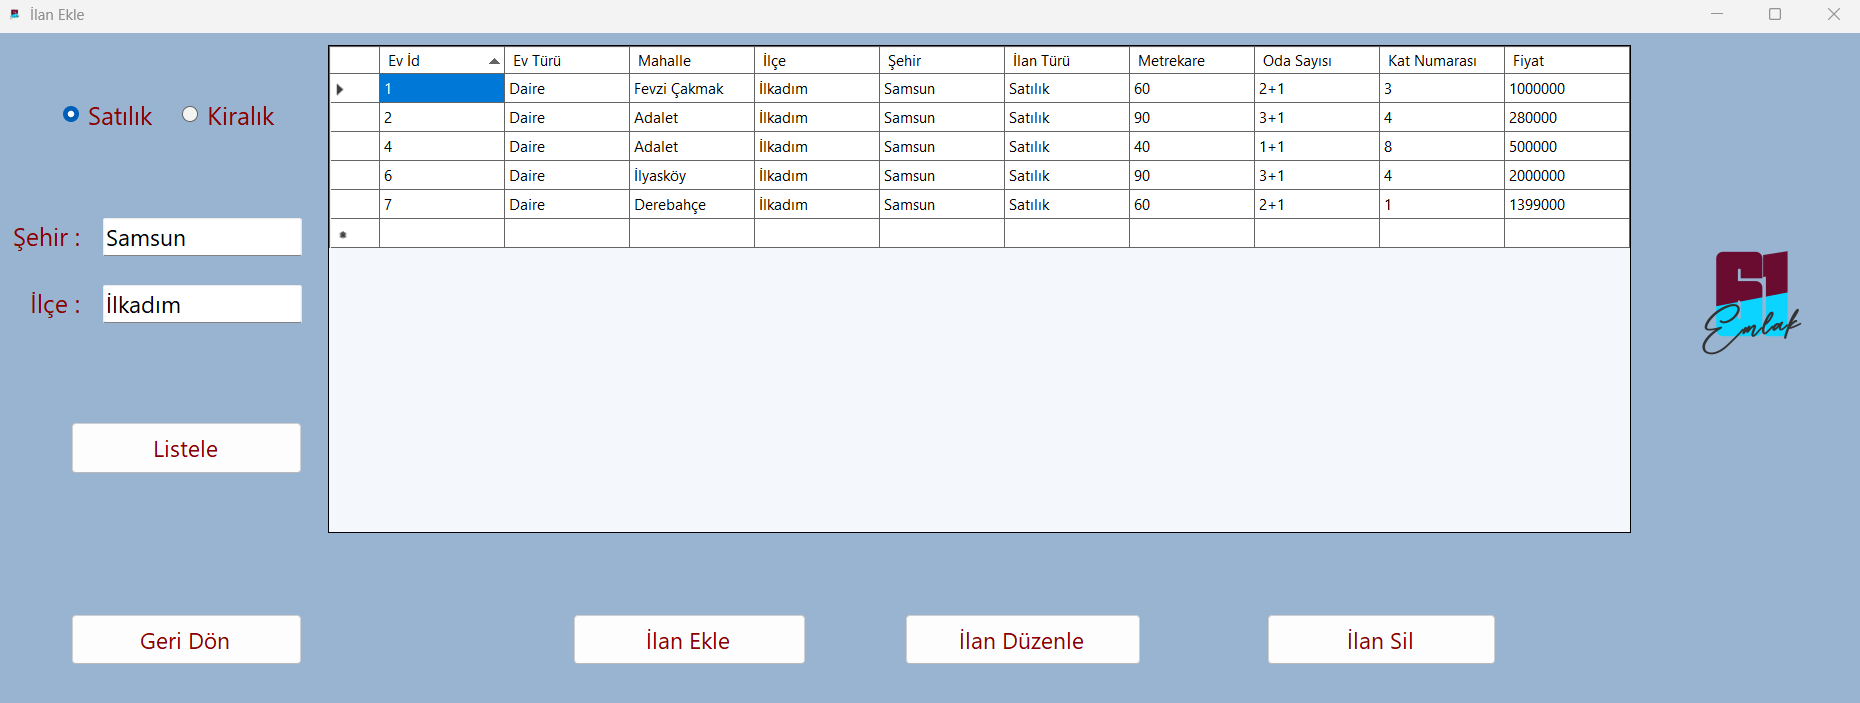 İlan Ekle
Satılık Kiralık
Şehir : Samsun
İlçe : İlkadım
Listele
Ev İd Ev Türü Mahalle İlçe Şehir İlan Türü Metrekare Oda Sayısı Kat Numarası Fiyat
1 Daire Fevzi Çakmak İlkadım Samsun Satılık 60 2+1 3 1000000
2 Daire Adalet İlkadım Samsun Satılık 90 3+1 4 280000
4 Daire Adalet İlkadım Samsun Satılık 40 1+1 8 500000
6 Daire İlyasköy İlkadım Samsun Satılık 90 3+1 4 2000000
7 Daire Derebahçe İlkadım Samsun Satılık 60 2+1 1 1399000
61
Emlak
Geri Dön İlan Ekle İlan Düzenle İlan Sil